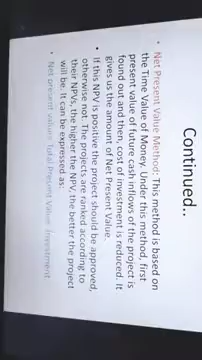 Continued..
• Net Present Value Method: This method is based on
the Time Value of Money. Under this method, first
present value of future cash inflows of the project is
found out and then, cost of investment is reduced. It
gives us the amount of Net Present Value.
• If this NPV is positive the project should be approved,
otherwise not. The projects are ranked according to
their NPVs, the higher the NPV, the better the project
will be. It can be expressed as:
• Net present value= Total Present Value- Investment